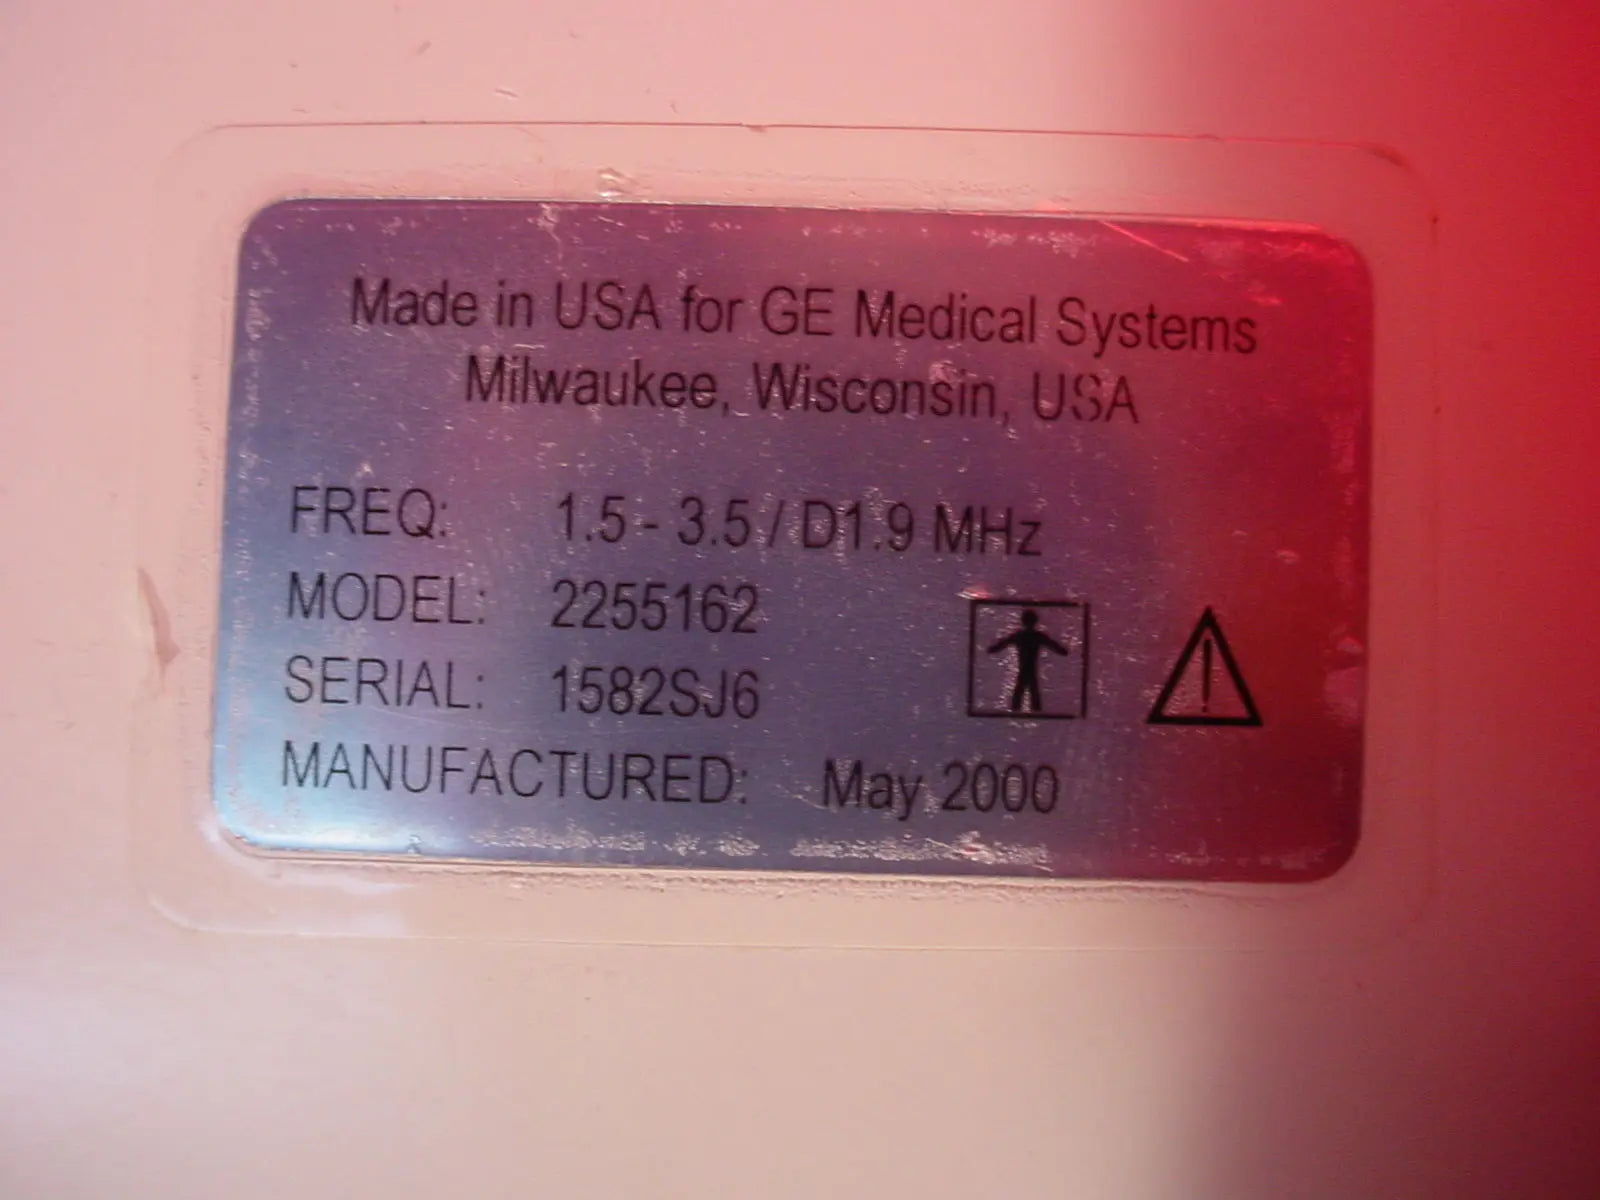 Made in USA for GE Medical Systems
Milwaukee, Wisconsin, USA
FREQ: 1.5 - 3.5 / D1.9 MHz
MODEL: 2255162
SERIAL: 1582SJ6
MANUFACTURED: May 2000